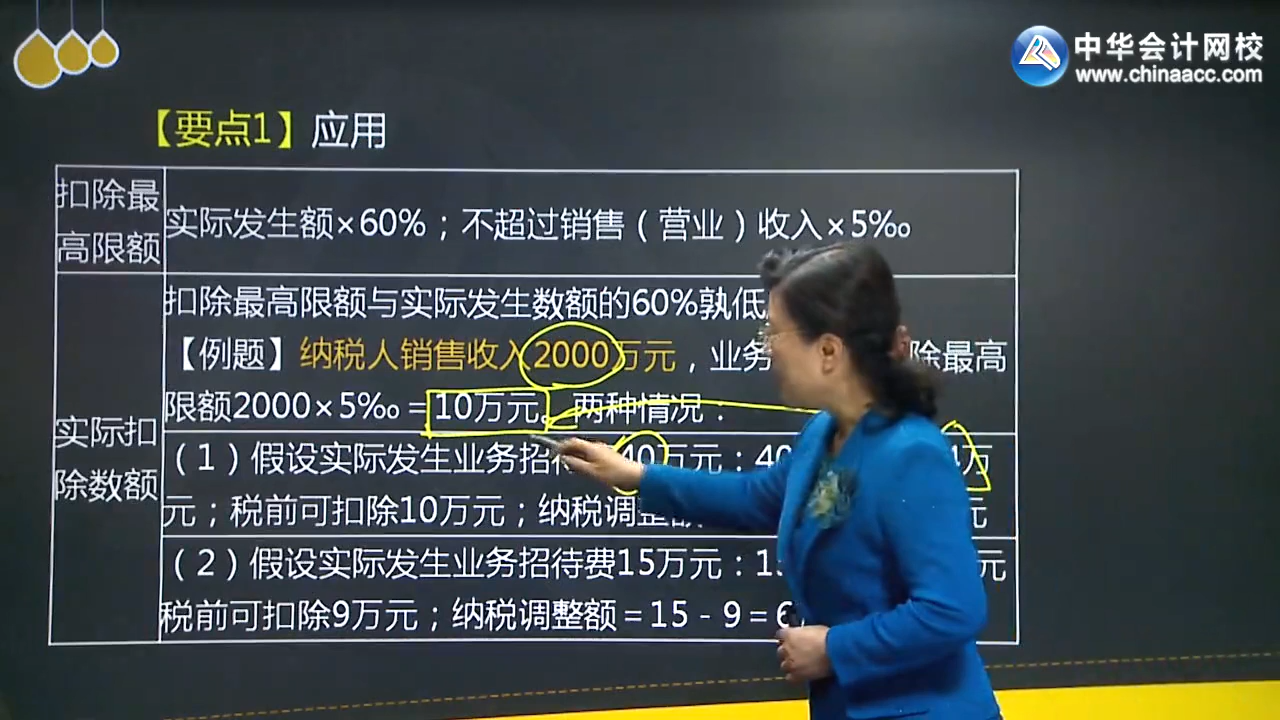 中华会计网校
www.chinaacc.com
【要点1】应用
扣除最
高限额
实际发生额×60%；不超过销售（营业）收入×5‰
实际扣
除数额
扣除最高限额与实际发生数额的60%孰低
【例题】纳税人销售收入2000万元，业务 除最高
限额2000×5‰＝10万元。两种情况：
（1）假设实际发生业务招待 40万元：40 4万
元；税前可扣除10万元；纳税调整额 元
（2）假设实际发生业务招待费15万元：15 元
税前可扣除9万元；纳税调整额＝15－9＝6